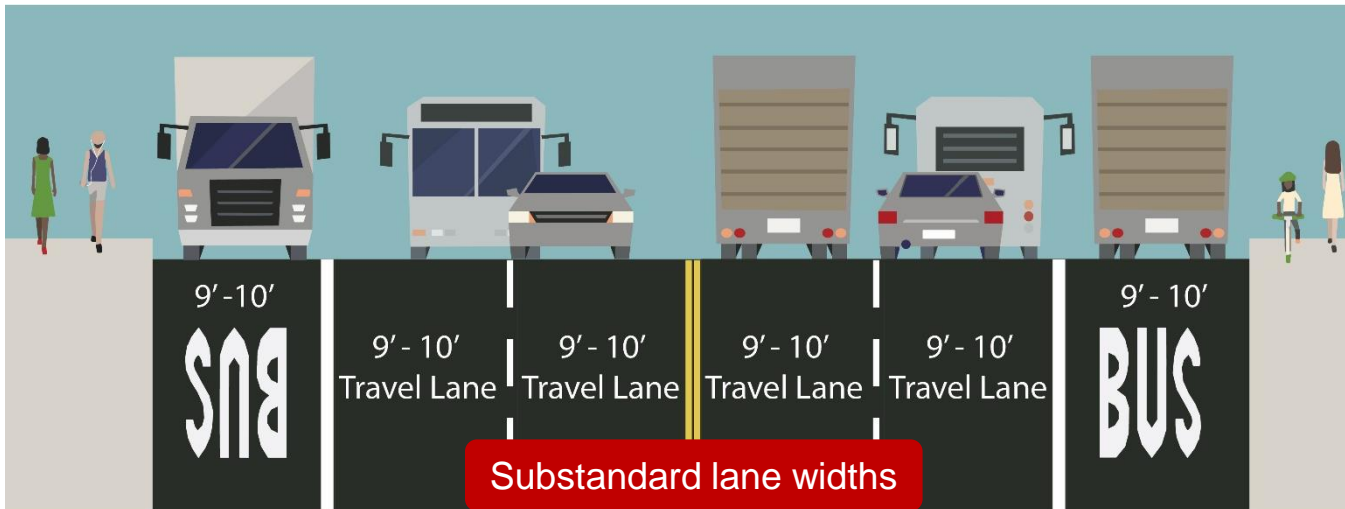 9'-10'
BUS
9' - 10'
Travel Lane
9' - 10'
Travel Lane
9' - 10'
Travel Lane
9' - 10'
Travel Lane
9' - 10'
BUS
Substandard lane widths